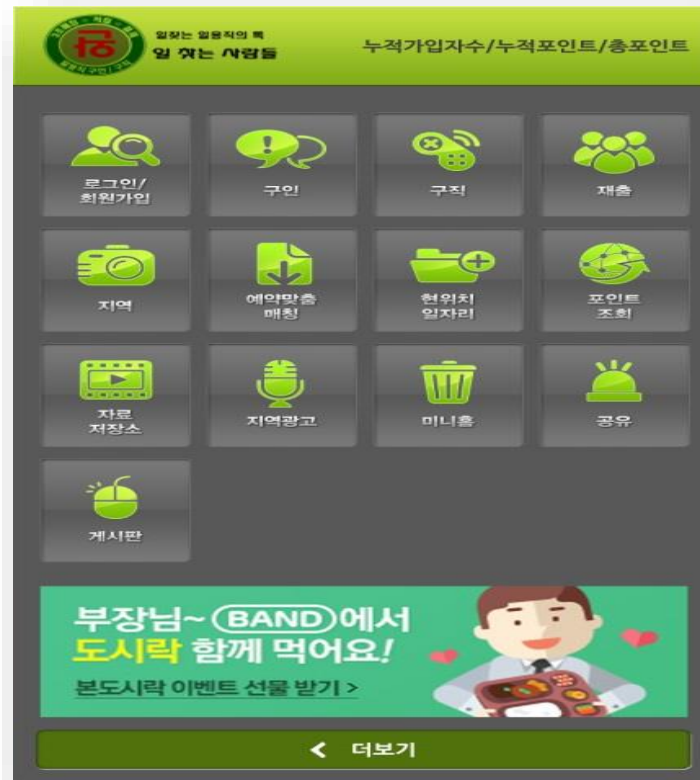 일찾는 일용직의 톡
일 찾는 사람들
누적가입자수/누적포인트/총포인트
로그인/
회원가입
구인
구직
재출
지역
예약맞춤
매칭
현위치
일자리
포인트
조회
자료
저장소
지역광고
미니홈
공유
게시판
부장님~ BAND에서
도시락 함께 먹어요!
본도시락 이벤트 선물 받기 >
더보기